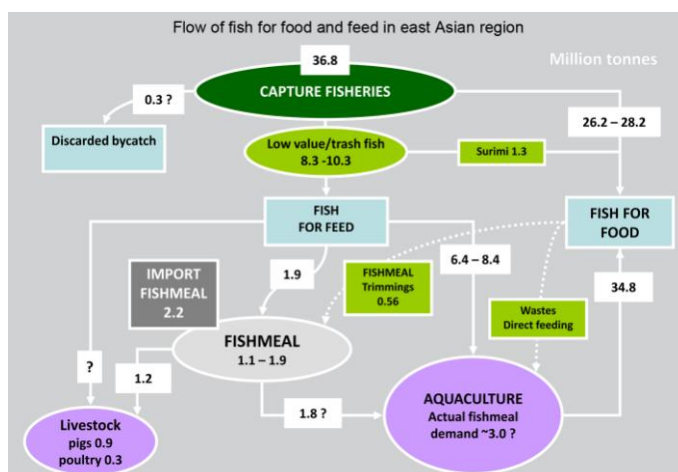 Flow of fish for food and feed in east Asian region
Million tonnes
36.8
CAPTURE FISHERIES
0.3 ?
26.2 – 28.2
Discarded bycatch
Low value/trash fish
8.3 -10.3
Surimi 1.3
FISH
FOR FEED
FISH FOR
FOOD
IMPORT
FISHMEAL
2.2
1.9
FISHMEAL
Trimmings
0.56
6.4 – 8.4
34.8
Wastes
Direct feeding
FISHMEAL
1.1 – 1.9
?
1.2
1.8 ?
AQUACULTURE
Actual fishmeal
demand ~3.0 ?
Livestock
pigs 0.9
poultry 0.3